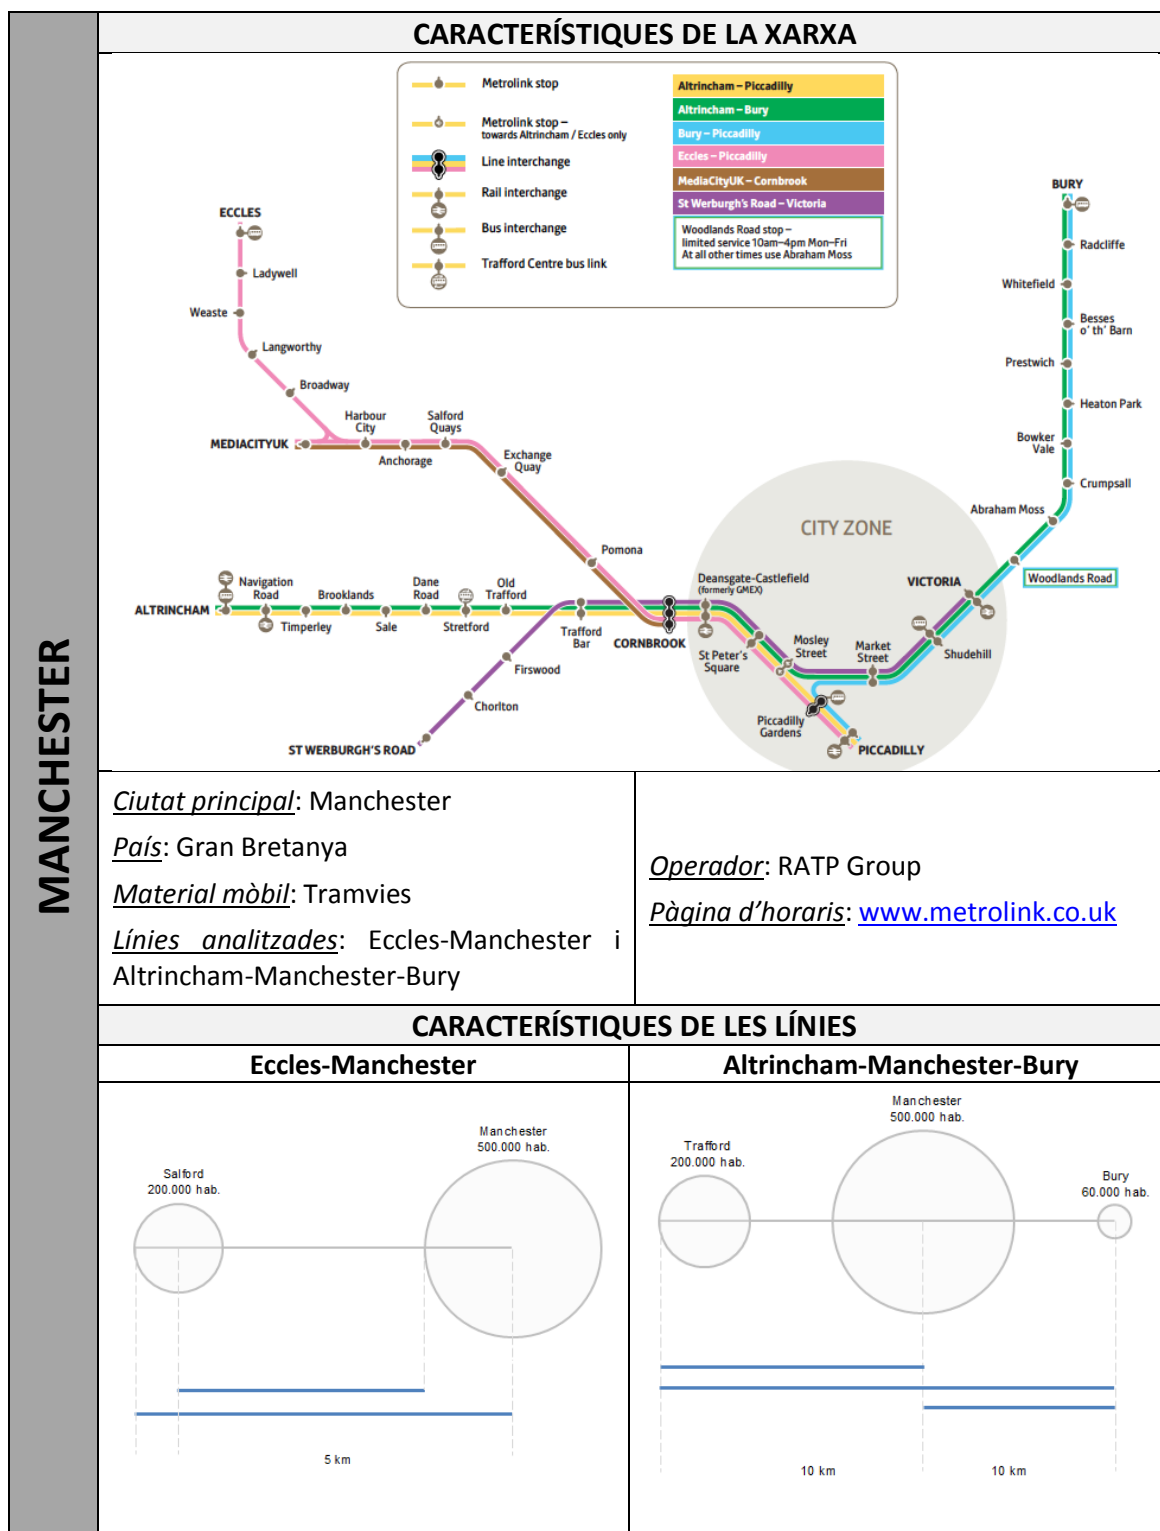 MANCHESTER
CARACTERÍSTIQUES DE LA XARXA
Metrolink stop
Metrolink stop –
towards Altrincham / Eccles only
Line interchange
Rail interchange
Bus interchange
Trafford Centre bus link
Altrincham – Piccadilly
Altrincham – Bury
Bury – Piccadilly
Eccles – Piccadilly
MediaCityUK – Cornbrook
St Werburgh's Road – Victoria
Woodlands Road stop –
limited service 10am–4pm Mon–Fri
At all other times use Abraham Moss
ECCLES
Ladywell
Weaste
Langworthy
Broadway
MEDIACITYUK
Harbour
City
Anchorage
Salford
Quays
Exchange
Quay
Pomona
BURY
Radcliffe
Whitefield
Besses
o' th' Barn
Prestwich
Heaton Park
Bowker
Vale
Crumpsall
Abraham Moss
Woodlands Road
CITY ZONE
VICTORIA
Shudehill
Market
Street
Mosley
Street
Deansgate-Castlefield
(formerly GMEX)
St Peter's
Square
Piccadilly
Gardens
PICCADILLY
ALTRINCHAM
Navigation
Road
Timperley
Brooklands
Sale
Dane
Road
Stretford
Old
Trafford
Trafford
Bar
CORNBROOK
Firswood
Chorlton
ST WERBURGH'S ROAD
Ciutat principal: Manchester
País: Gran Bretanya
Material mòbil: Tramvies
Línies analitzades: Eccles-Manchester i
Altrincham-Manchester-Bury
Operador: RATP Group
Pàgina d'horaris: www.metrolink.co.uk
CARACTERÍSTIQUES DE LES LÍNIES
Eccles-Manchester
Altrincham-Manchester-Bury
Manchester
500.000 hab.
Salford
200.000 hab.
5 km
Manchester
500.000 hab.
Trafford
200.000 hab.
Bury
60.000 hab.
10 km
10 km